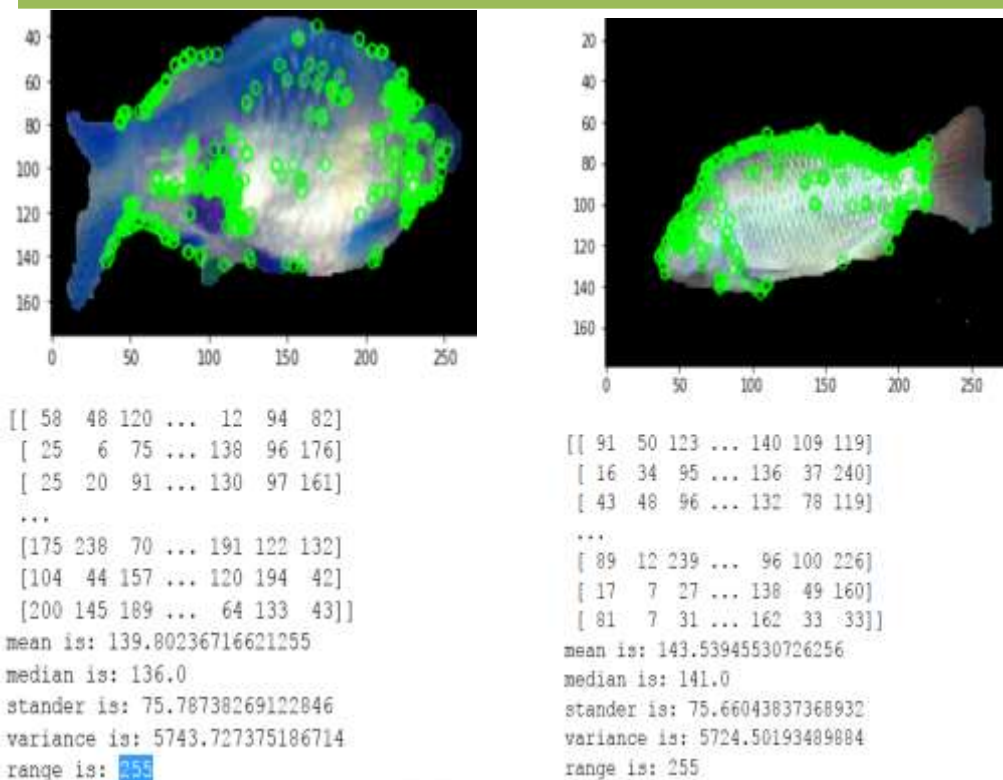 40
60
80
100
120
140
160
0 50 100 150 200 250
[[ 58 48 120 ... 12 94 82]
[ 25 6 75 ... 138 96 176]
[ 25 20 91 ... 130 97 161]
...
[175 238 70 ... 191 122 132]
[104 44 157 ... 120 194 42]
[200 145 189 ... 64 133 43]]
mean is: 139.80236716621255
median is: 136.0
stander is: 75.78738269122846
variance is: 5743.727375186714
range is: 255
20
40
60
80
100
120
140
160
0 50 100 150 200 250
[[ 91 50 123 ... 140 109 119]
[ 16 34 95 ... 136 37 240]
[ 43 48 96 ... 132 78 119]
...
[ 89 12 239 ... 96 100 226]
[ 17 7 27 ... 138 49 160]
[ 81 7 31 ... 162 33 33]]
mean is: 143.53945530726256
median is: 141.0
stander is: 75.66043837368932
variance is: 5724.50193489884
range is: 255